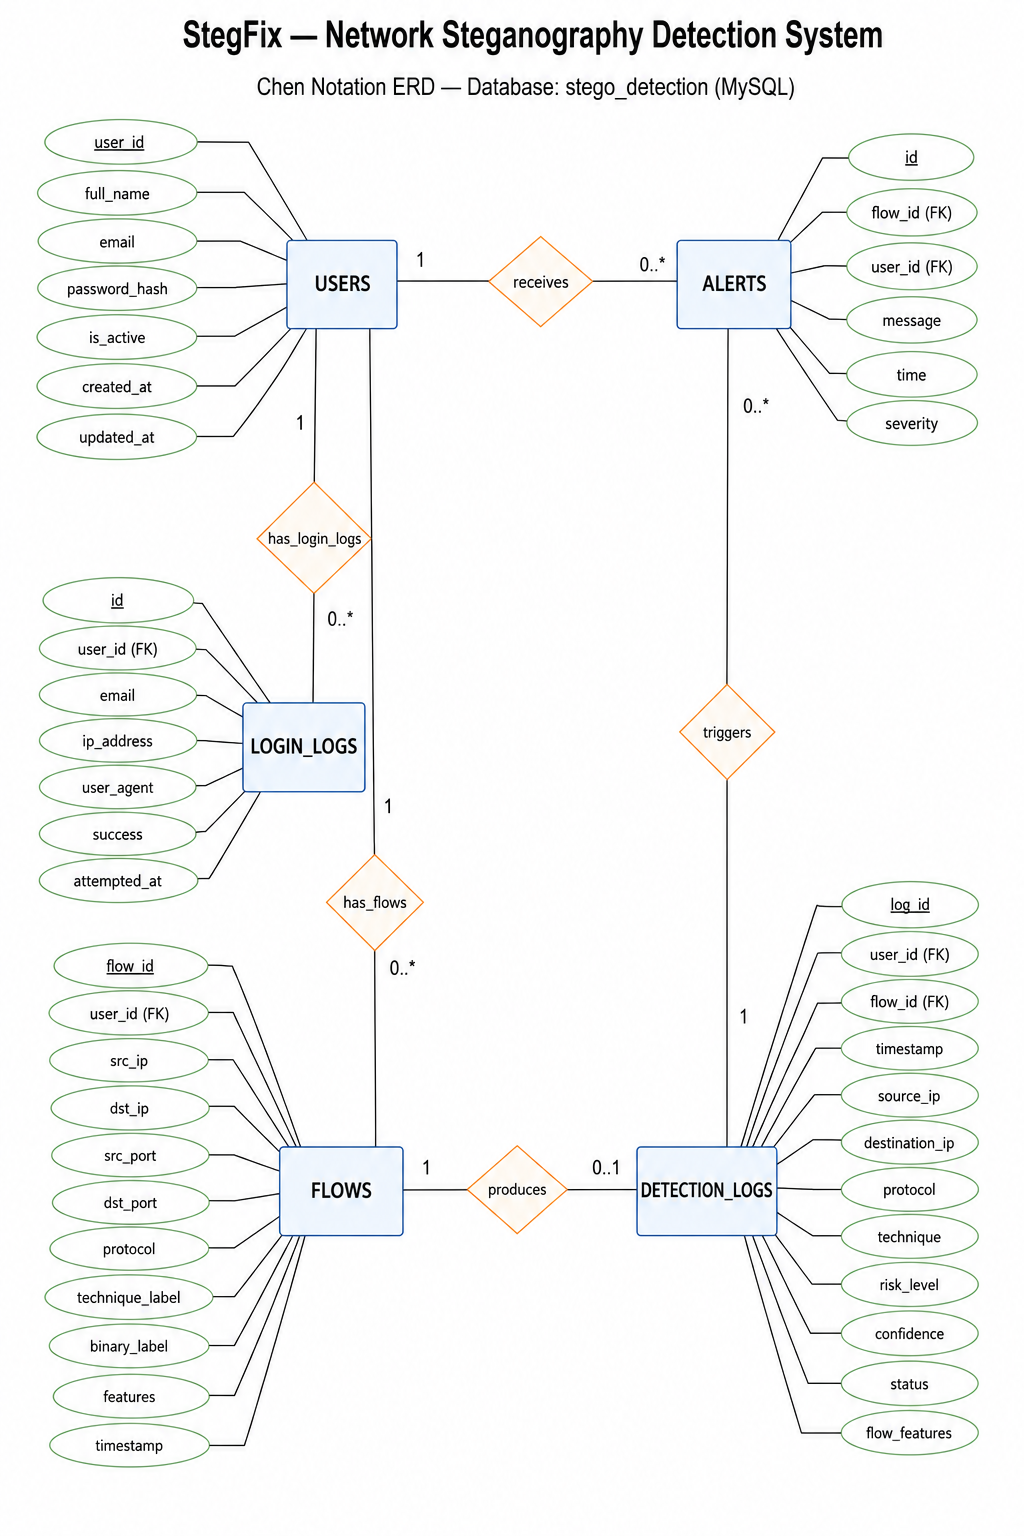 StegFix — Network Steganography Detection System
Chen Notation ERD — Database: stego_detection (MySQL)
user_id
full_name
email
password_hash
is_active
created_at
updated_at
USERS
1
receives
0..*
ALERTS
id
flow_id (FK)
user_id (FK)
message
time
severity
1
has_login_logs
0..*
0..*
triggers
1
id
user_id (FK)
email
ip_address
user_agent
success
attempted_at
LOGIN_LOGS
1
has_flows
0..*
flow_id
user_id (FK)
src_ip
dst_ip
src_port
dst_port
protocol
technique_label
binary_label
features
timestamp
FLOWS
1
produces
0..1
DETECTION_LOGS
log_id
user_id (FK)
flow_id (FK)
timestamp
source_ip
destination_ip
protocol
technique
risk_level
confidence
status
flow_features